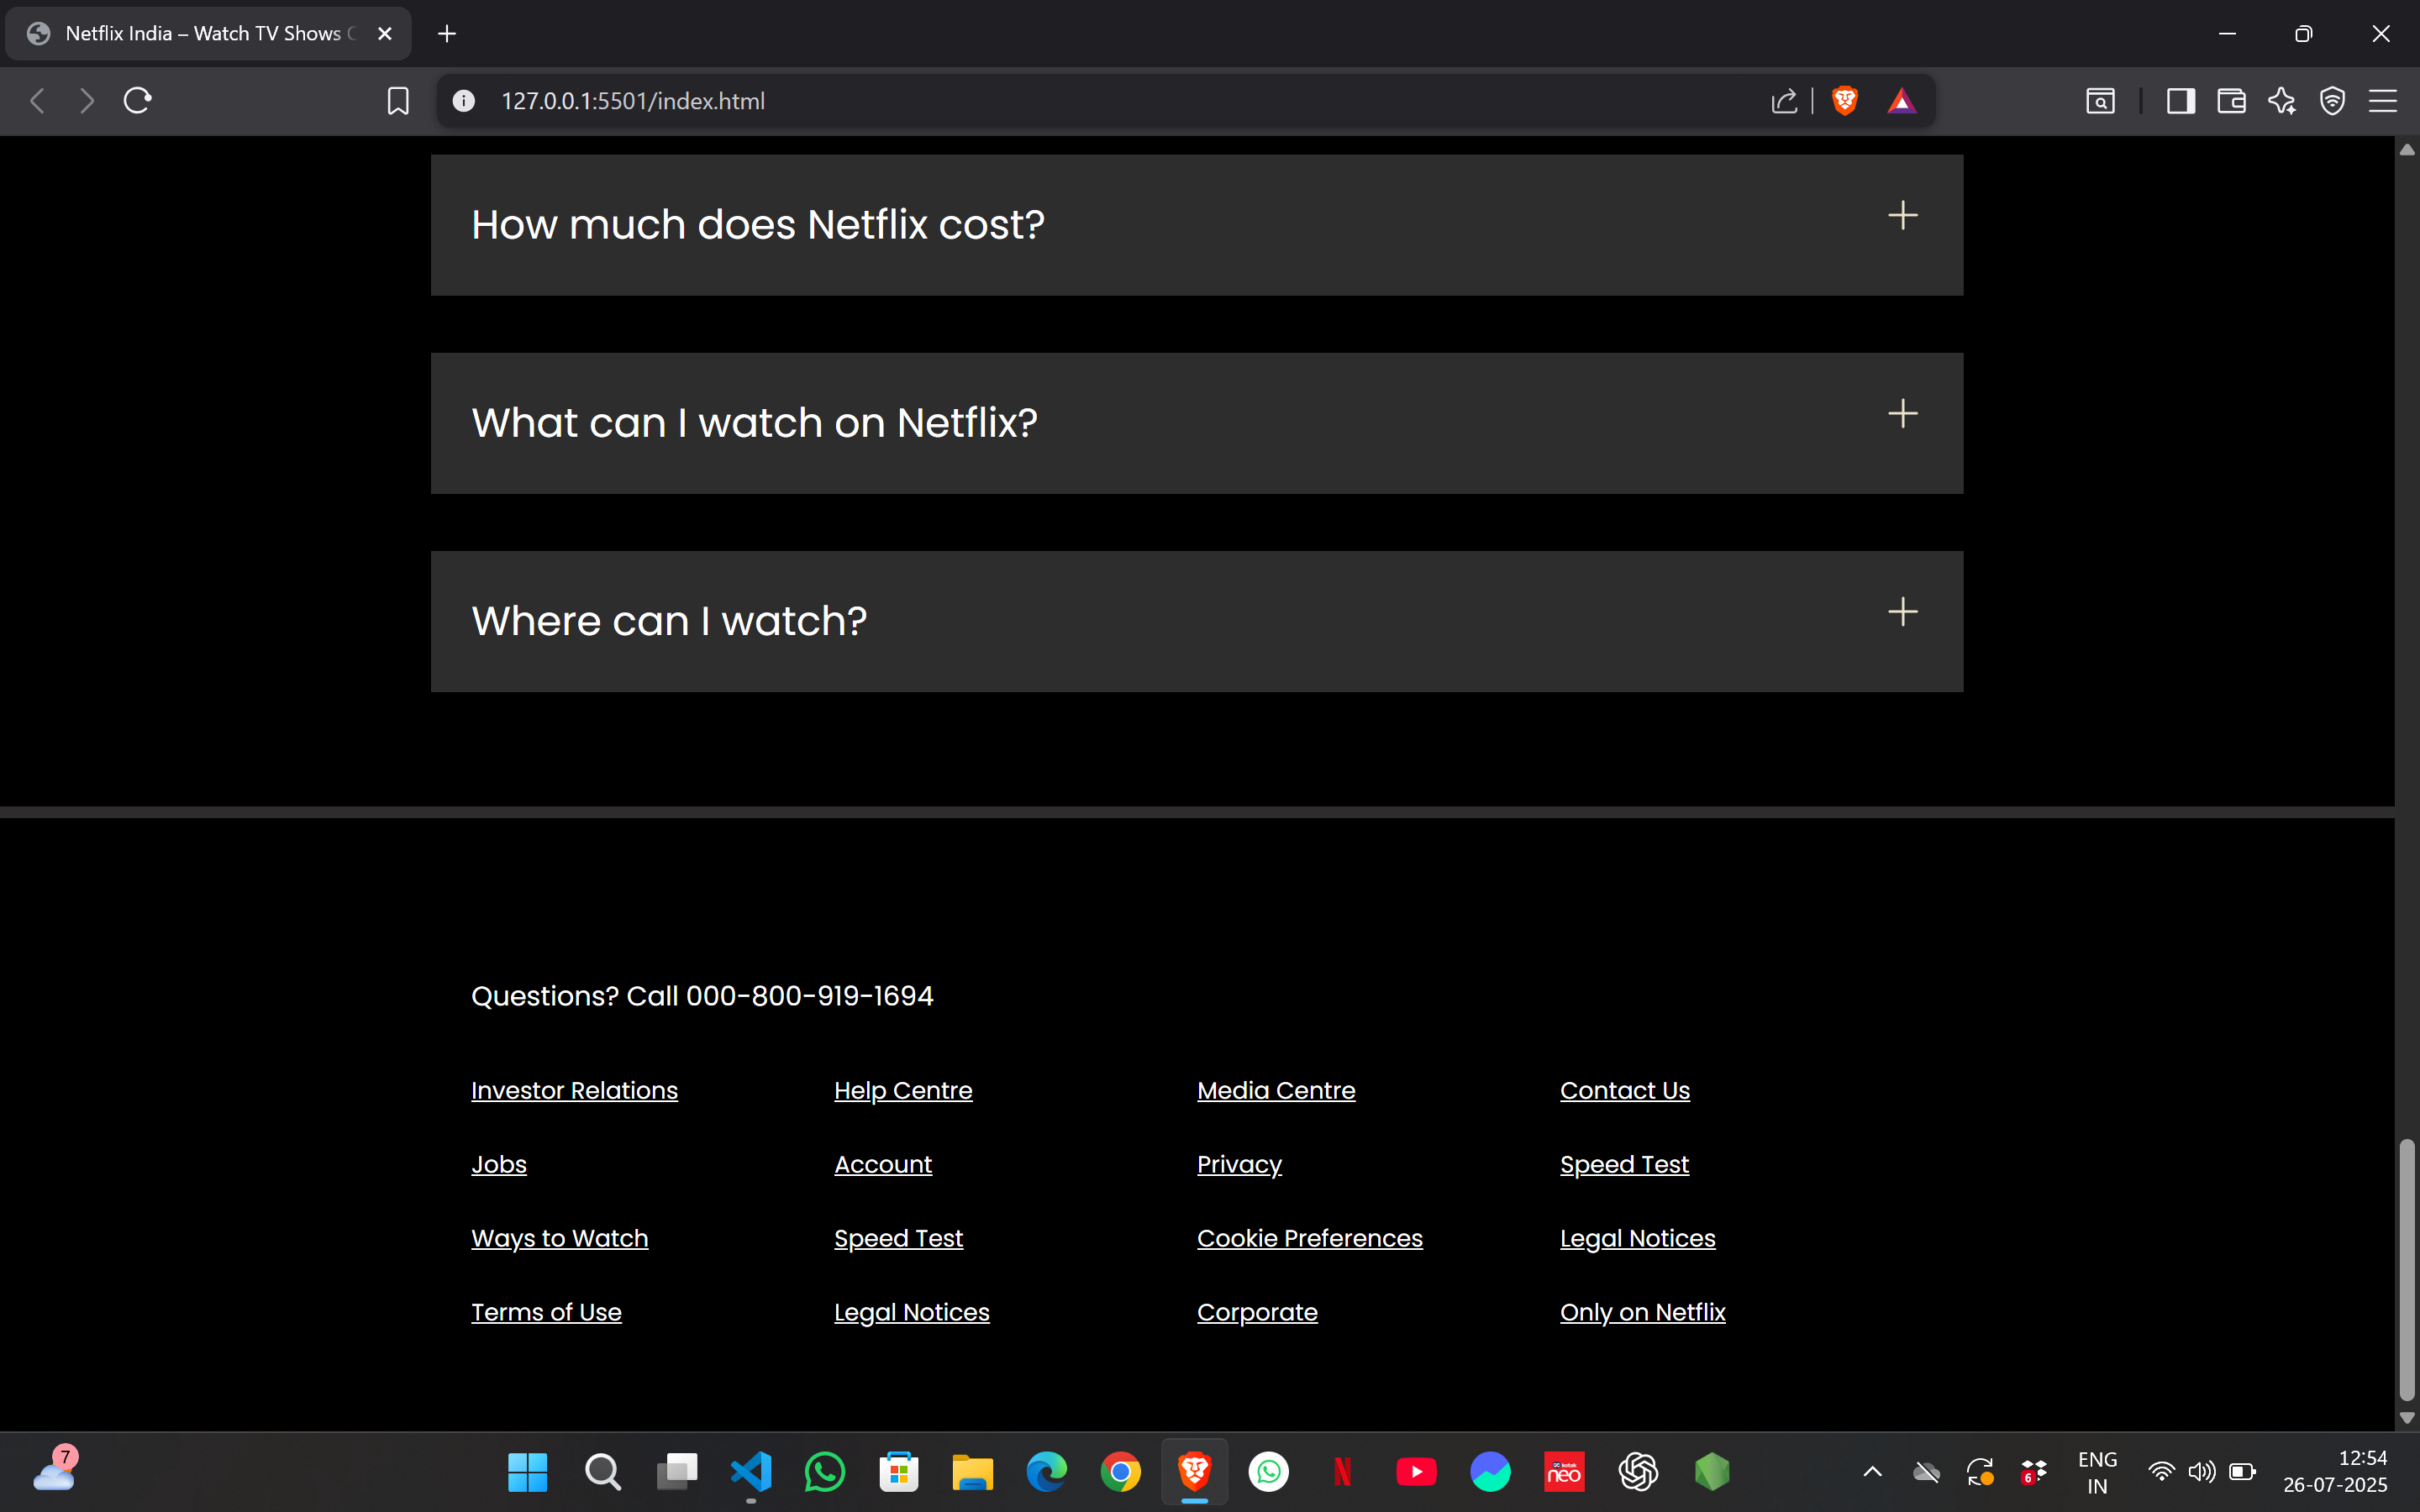 Netflix India – Watch TV Shows
127.0.0.1:5501/index.html
How much does Netflix cost?
What can I watch on Netflix?
Where can I watch?
Questions? Call 000-800-919-1694
Investor Relations Help Centre Media Centre Contact Us
Jobs Account Privacy Speed Test
Ways to Watch Speed Test Cookie Preferences Legal Notices
Terms of Use Legal Notices Corporate Only on Netflix
7
kotak
neo
6
ENG
IN
12:54
26-07-2025